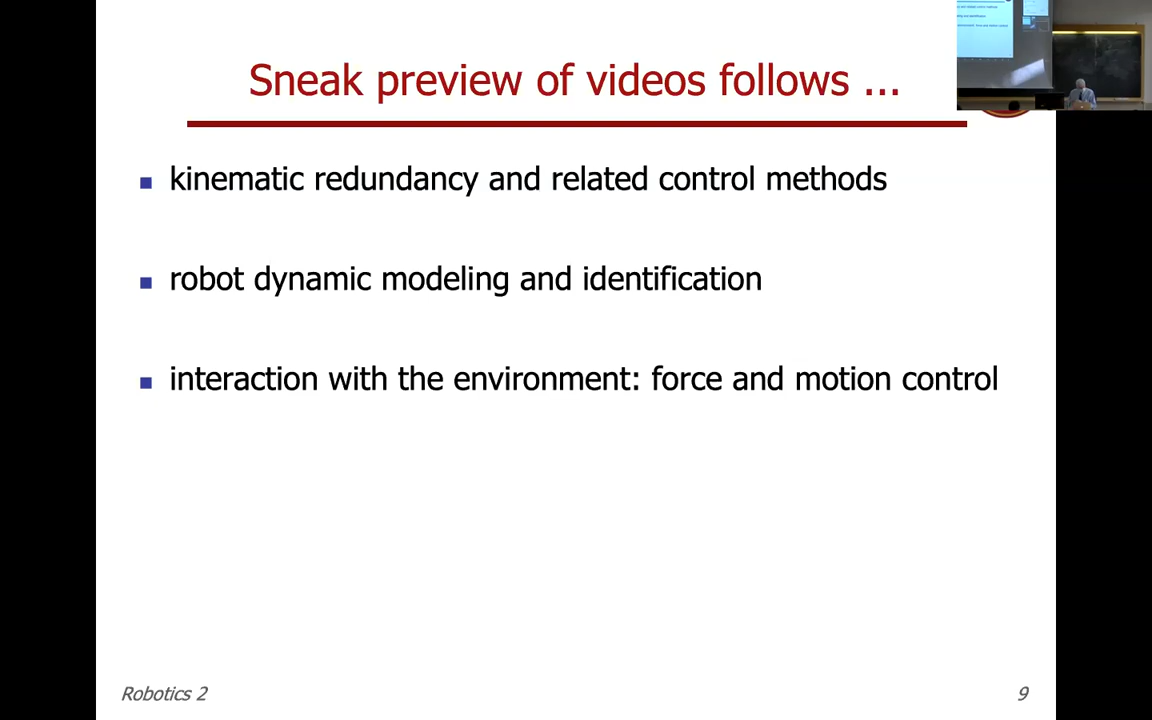 Sneak preview of videos follows ...
kinematic redundancy and related control methods
robot dynamic modeling and identification
interaction with the environment: force and motion control
Robotics 2
9